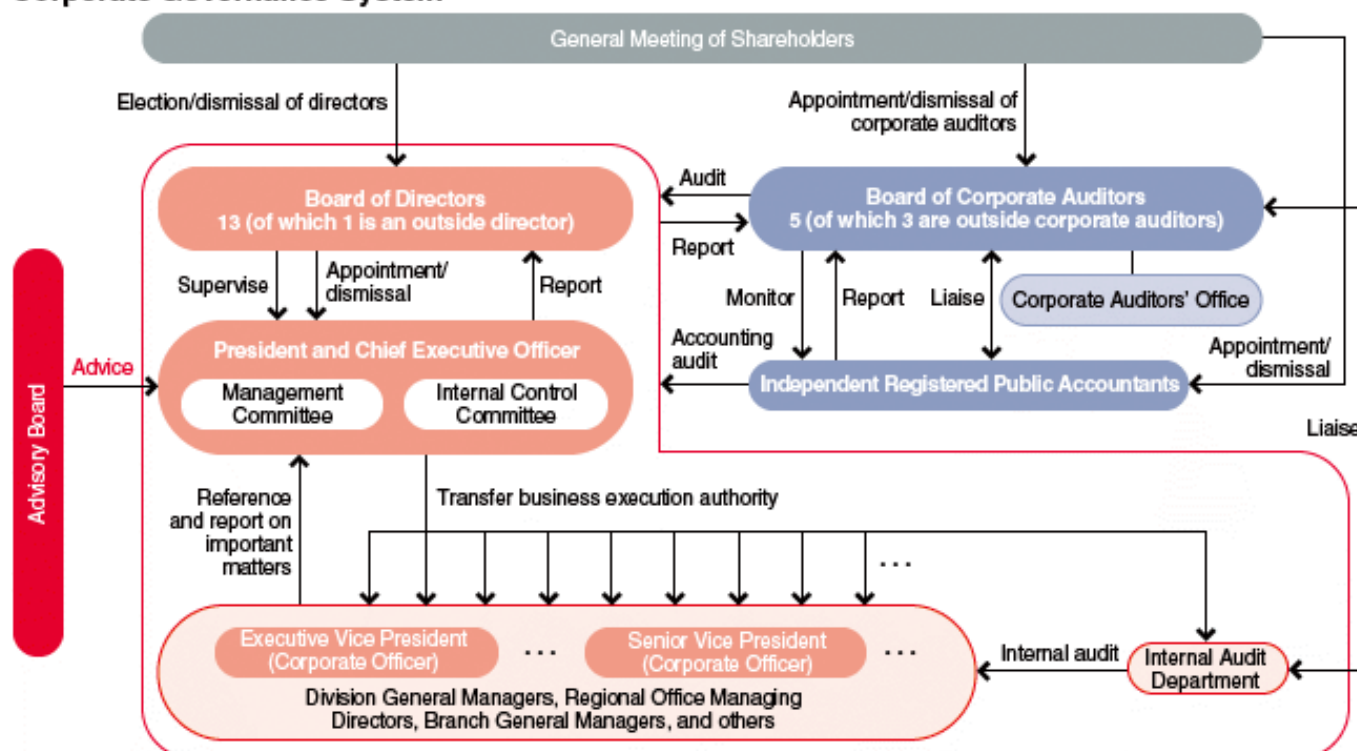 Corporate Governance System
General Meeting of Shareholders
Election/dismissal of directors
Appointment/dismissal of
corporate auditors
Board of Directors
13 (of which 1 is an outside director)
Audit
Report
Board of Corporate Auditors
5 (of which 3 are outside corporate auditors)
Supervise
Appointment/
dismissal
Report
Monitor
Report
Liaise
Corporate Auditors' Office
Advisory Board
Advice
President and Chief Executive Officer
Management
Committee
Internal Control
Committee
Accounting
audit
Independent Registered Public Accountants
Appointment/
dismissal
Liaise
Reference
and report on
important
matters
Transfer business execution authority
...
Executive Vice President
(Corporate Officer)
...
Senior Vice President
(Corporate Officer)
...
Division General Managers, Regional Office Managing
Directors, Branch General Managers, and others
Internal audit
Internal Audit
Department